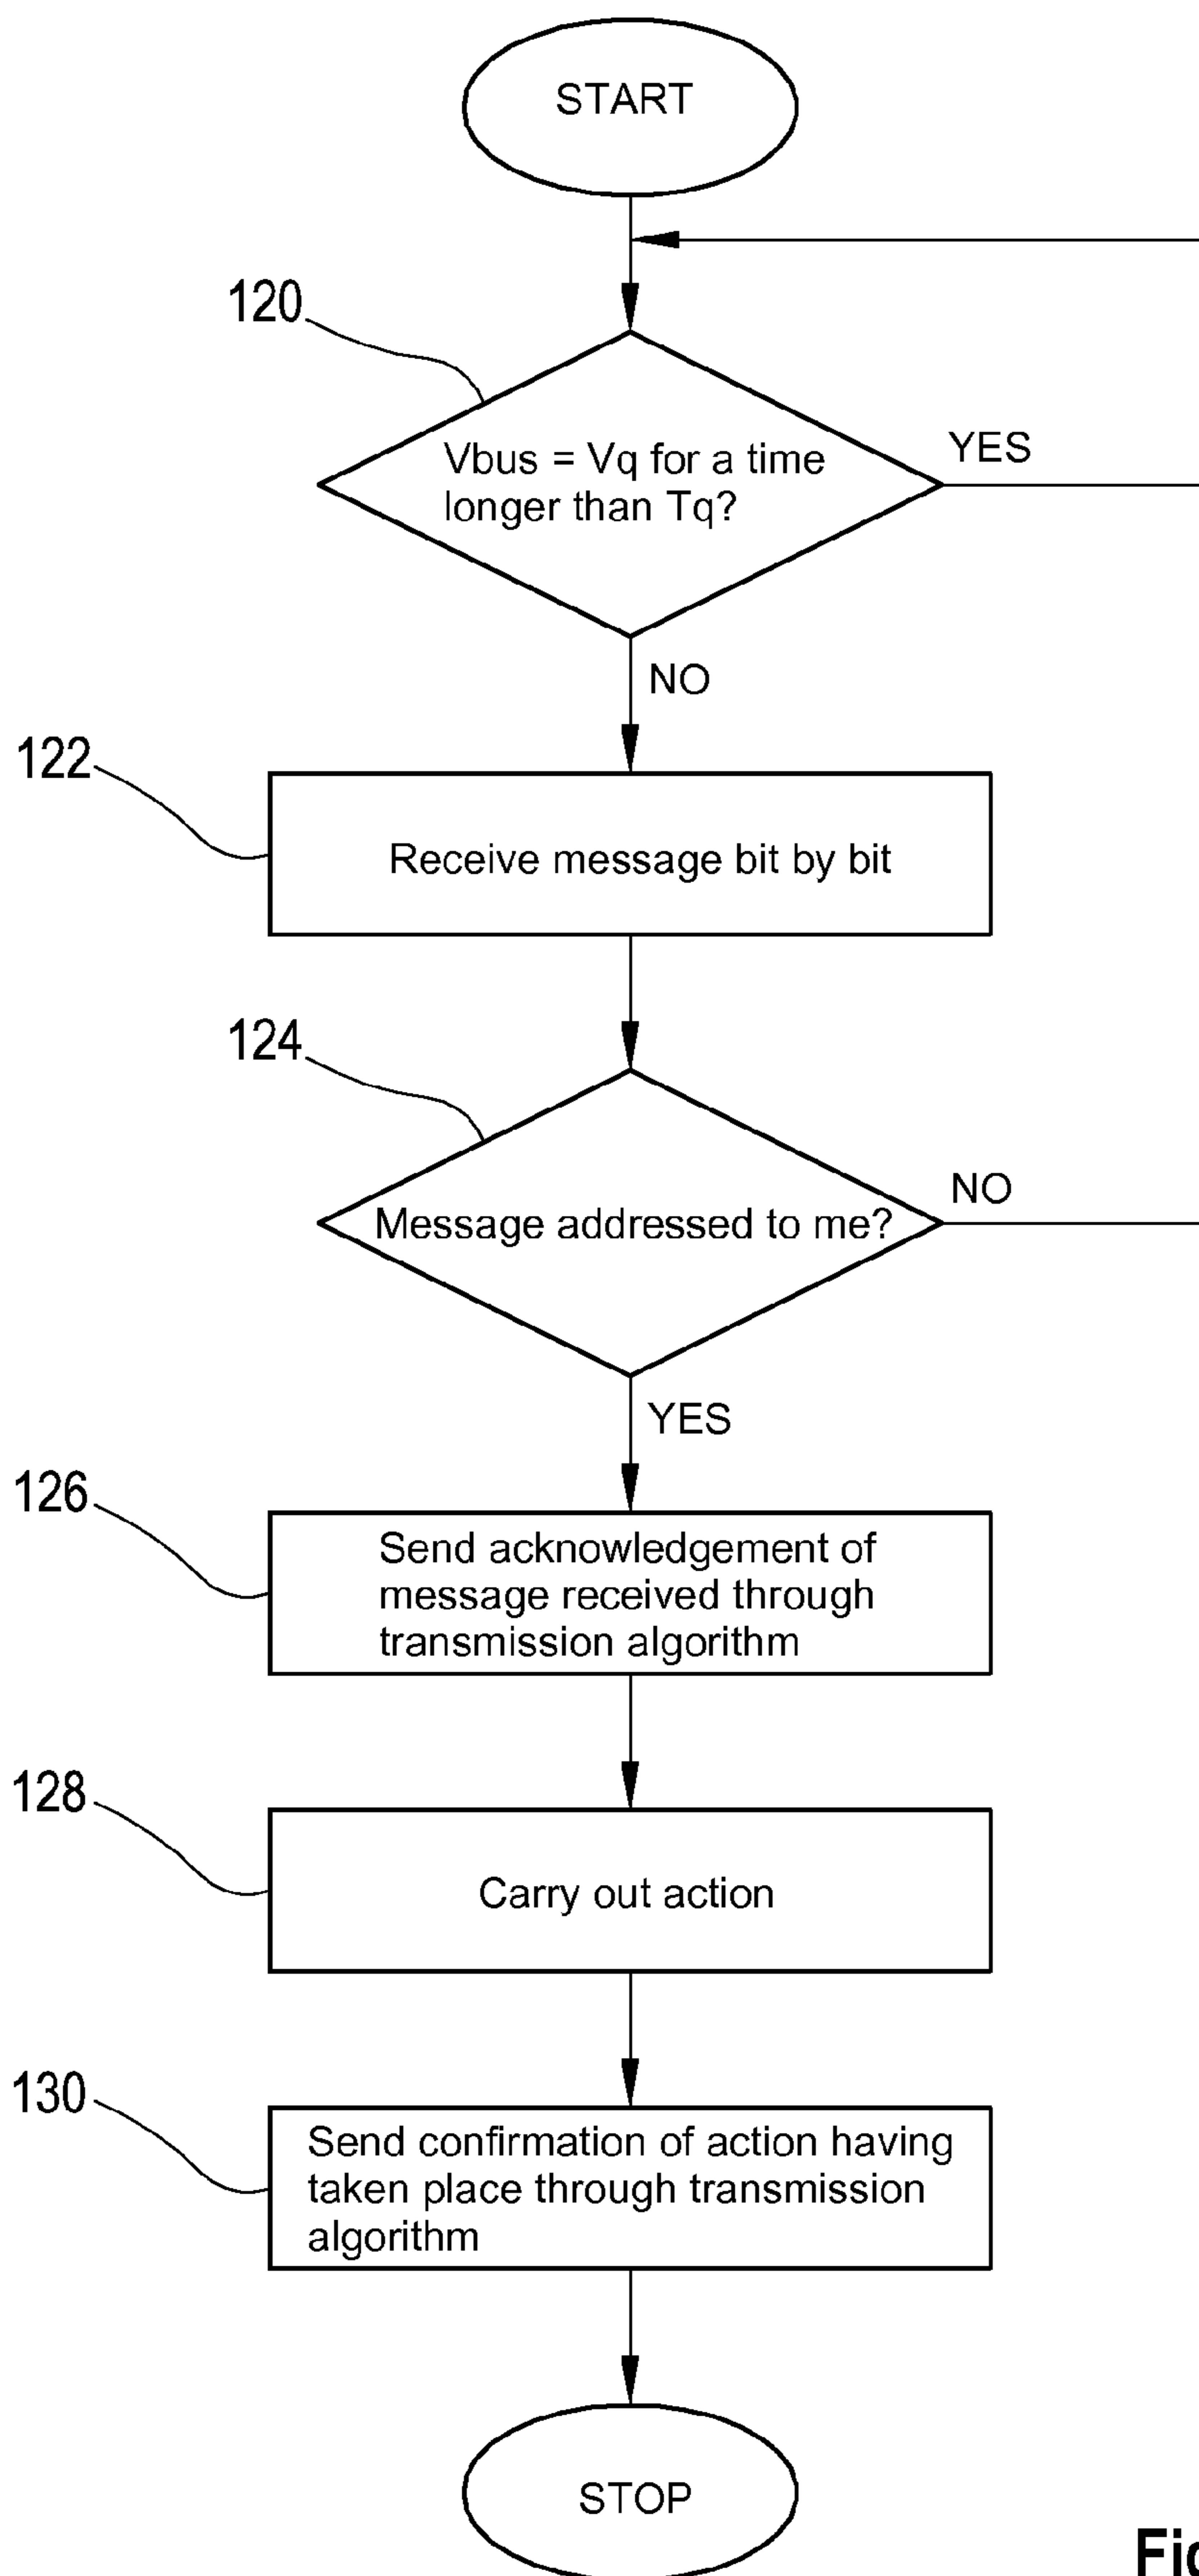 START
120
Vbus = Vq for a time
longer than Tq?
YES
NO
122
Receive message bit by bit
124
Message addressed to me?
NO
YES
126
Send acknowledgement of
message received through
transmission algorithm
128
Carry out action
130
Send confirmation of action having
taken place through transmission
algorithm
STOP